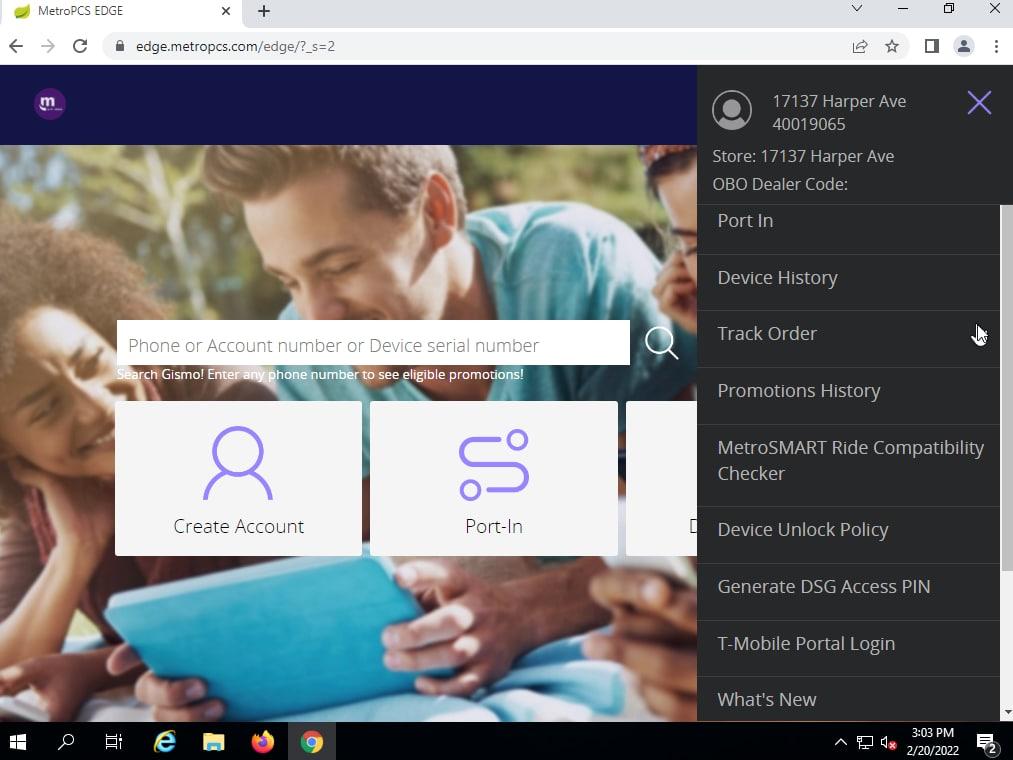 MetroPCS EDGE
edge.metropcs.com/edge/?_s=2
m
17137 Harper Ave
40019065
Store: 17137 Harper Ave
OBO Dealer Code:
Port In
Device History
Track Order
Promotions History
MetroSMART Ride Compatibility
Checker
Device Unlock Policy
Generate DSG Access PIN
T-Mobile Portal Login
What's New
Phone or Account number or Device serial number
Search Gismo! Enter any phone number to see eligible promotions!
Create Account
Port-In
D
3:03 PM
2/20/2022
2